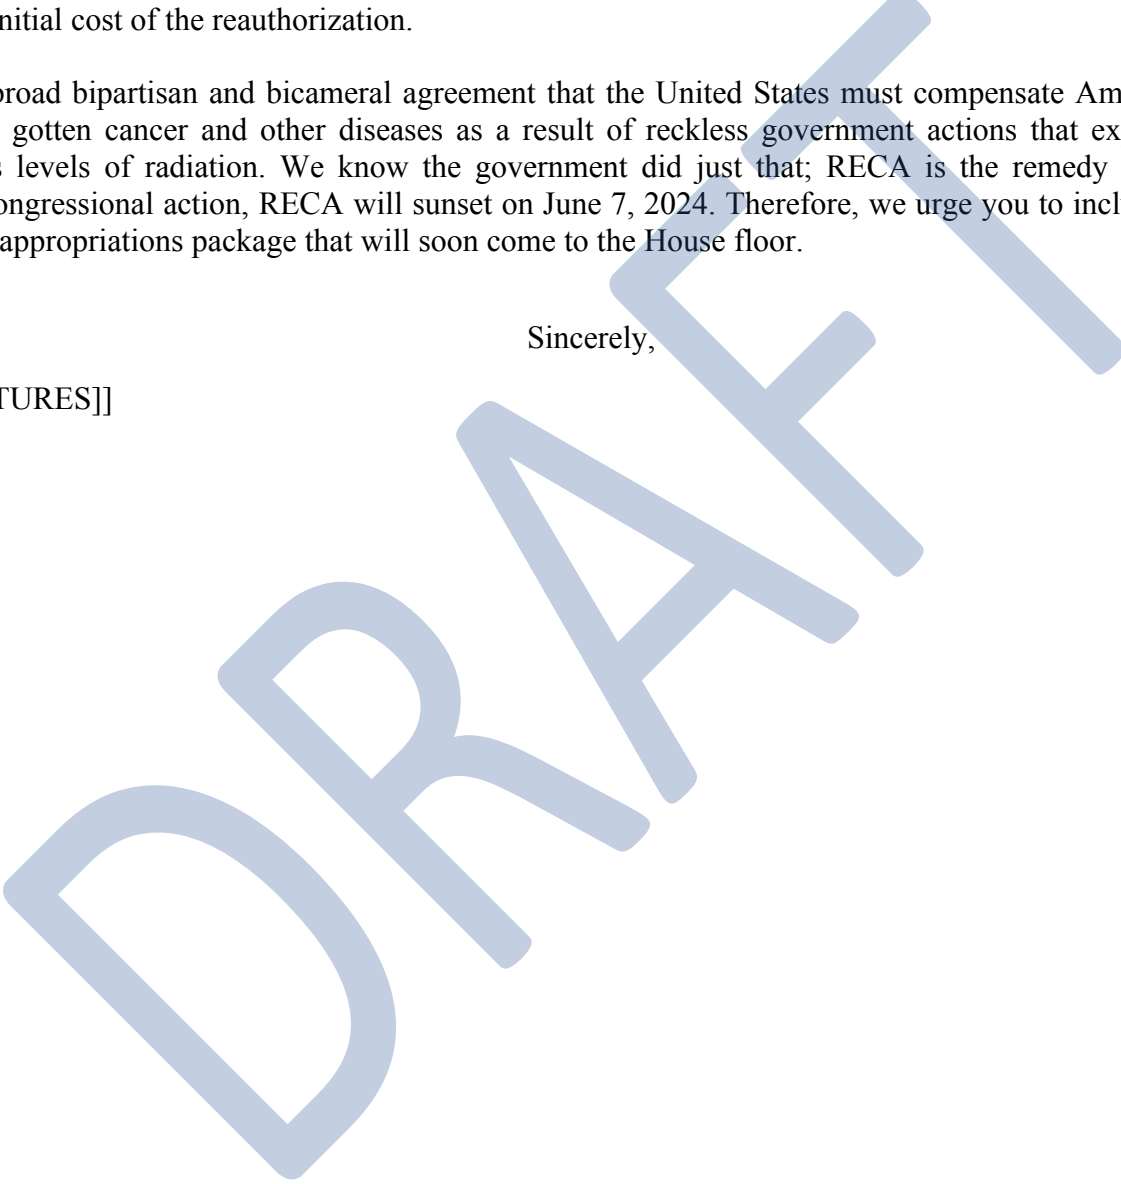 nitial cost of the reauthorization.
broad bipartisan and bicameral agreement that the United States must compensate Am
gotten cancer and other diseases as a result of reckless government actions that ex
s levels of radiation. We know the government did just that; RECA is the remedy
ongressional action, RECA will sunset on June 7, 2024. Therefore, we urge you to incl
appropriations package that will soon come to the House floor.
Sincerely,
TURES]]
DRAFT